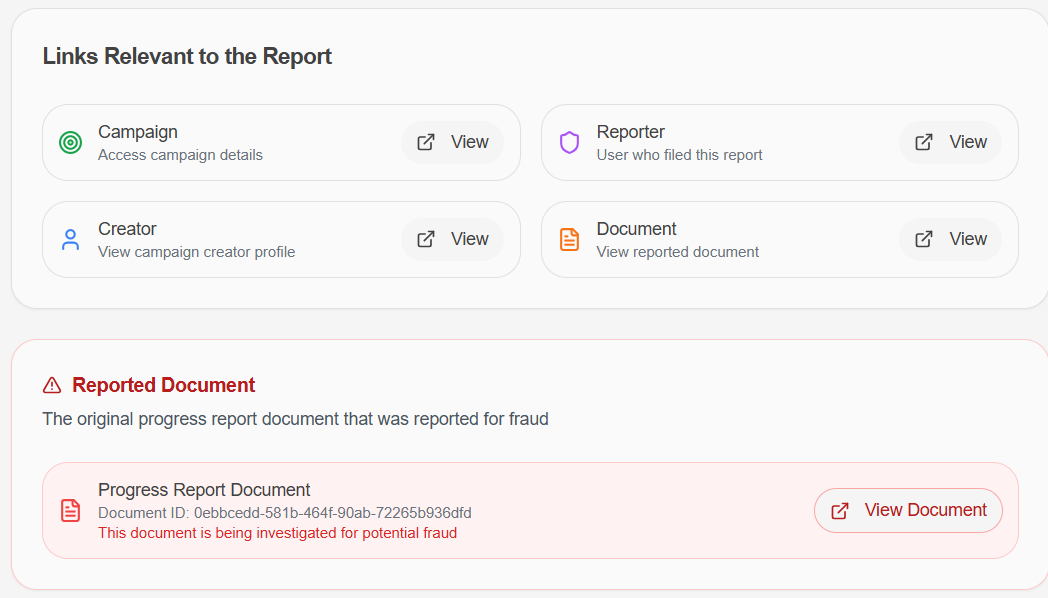 Links Relevant to the Report
Campaign
Access campaign details
View
Reporter
User who filed this report
View
Creator
View campaign creator profile
View
Document
View reported document
View
Reported Document
The original progress report document that was reported for fraud
Progress Report Document
Document ID: 0ebbcedd-581b-464f-90ab-72265b936dfd
This document is being investigated for potential fraud
View Document